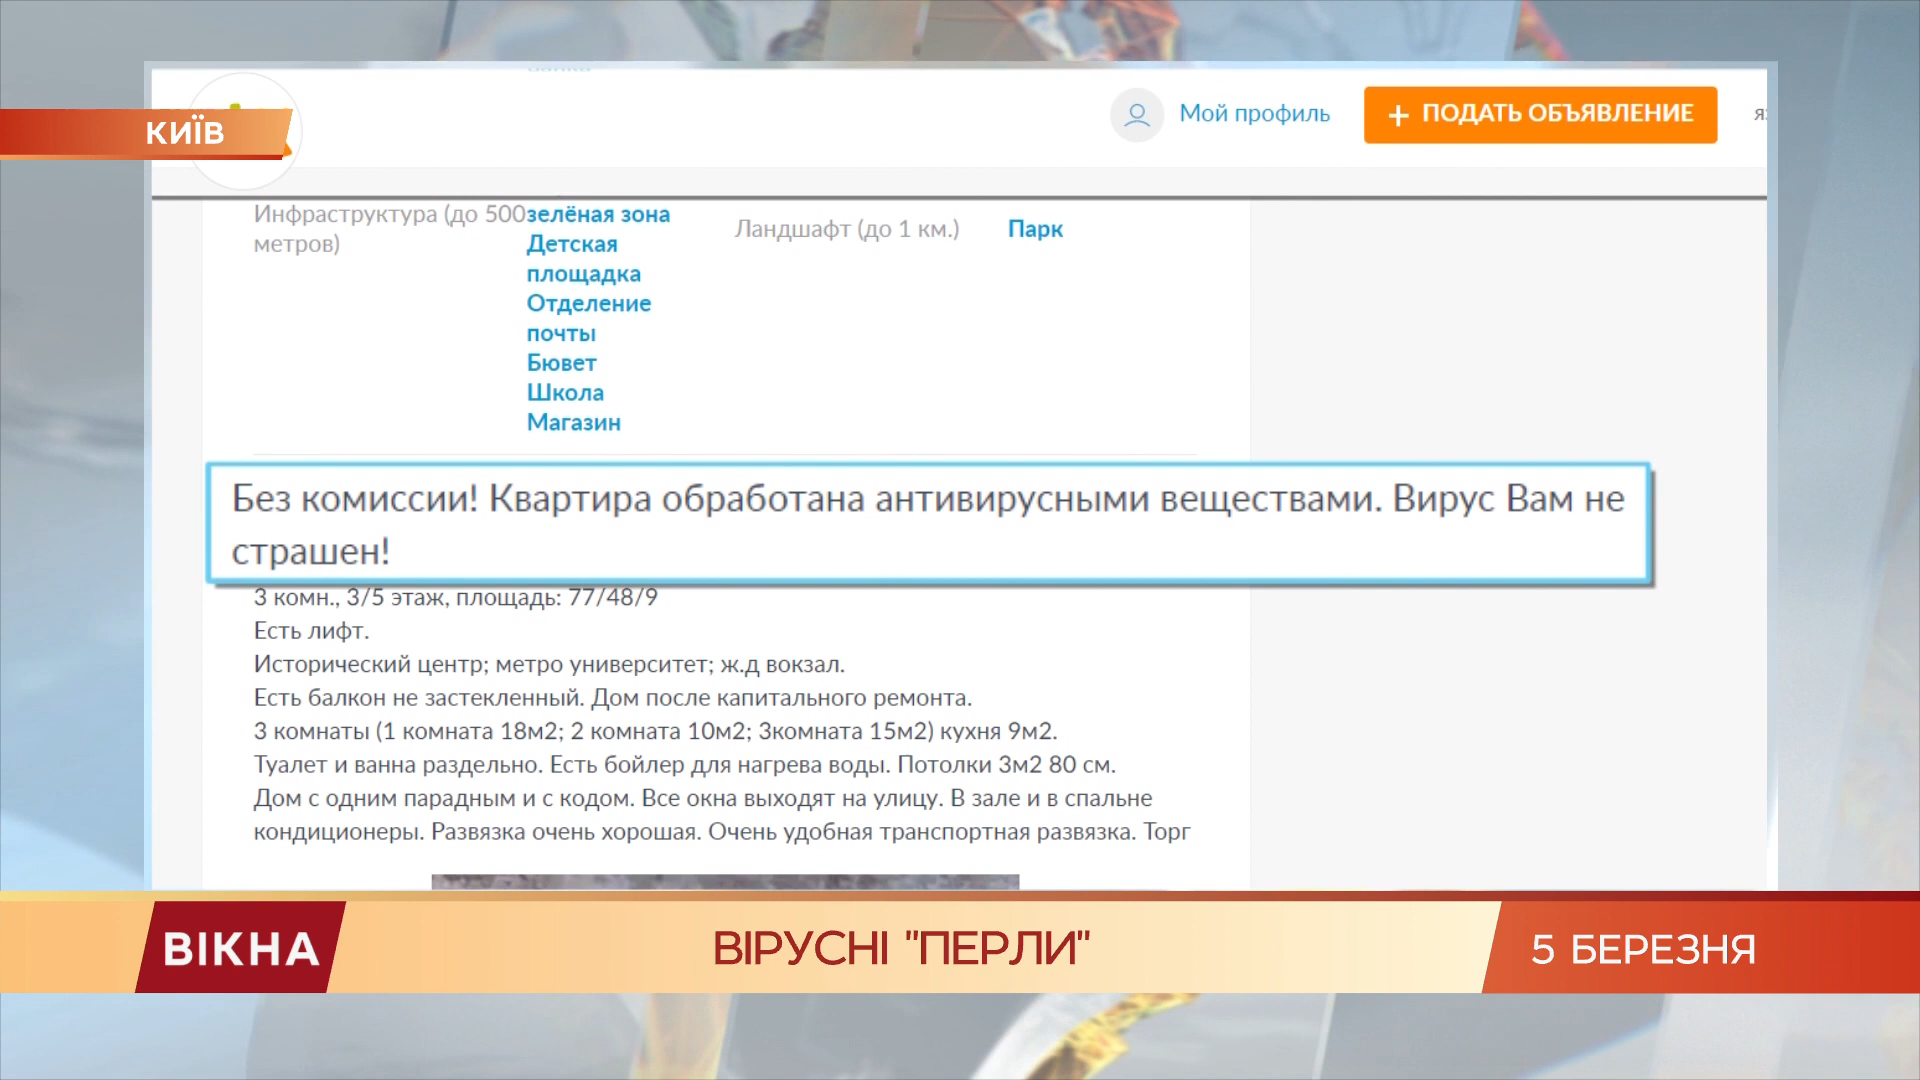 Мой профиль
+ ПОДАТЬ ОБЪЯВЛЕНИЕ
КИЇВ
Инфраструктура (до 500
метров)
зелёная зона
Детская
площадка
Отделение
почты
Бювет
Школа
Магазин
Ландшафт (до 1 км.)
Парк
Без комиссии! Квартира обработана антивирусными веществами. Вирус Вам не
страшен!
3 комн., 3/5 этаж, площадь: 77/48/9
Есть лифт.
Исторический центр; метро университет; ж.д вокзал.
Есть балкон не застекленный. Дом после капитального ремонта.
3 комнаты (1 комната 18м2; 2 комната 10м2; 3комната 15м2) кухня 9м2.
Туалет и ванна раздельно. Есть бойлер для нагрева воды. Потолки 3м2 80 см.
Дом с одним парадным и с кодом. Все окна выходят на улицу. В зале и в спальне
кондиционеры. Развязка очень хорошая. Очень удобная транспортная развязка. Торг
ВІКНА
ВІРУСНІ "ПЕРЛИ"
5 БЕРЕЗНЯ